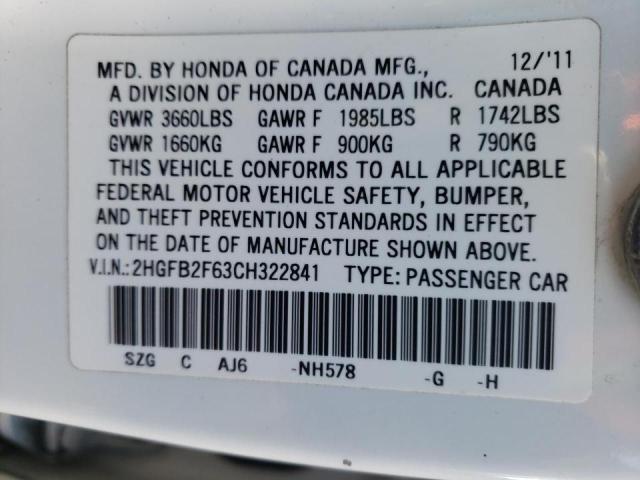 12/'11
MFD. BY HONDA OF CANADA MFG.,
A DIVISION OF HONDA CANADA INC. CANADA
GVWR 3660LBS GAWR F 1985LBS R 1742LBS
GVWR 1660KG GAWR F 900KG R 790KG
THIS VEHICLE CONFORMS TO ALL APPLICABLE
FEDERAL MOTOR VEHICLE SAFETY, BUMPER,
AND THEFT PREVENTION STANDARDS IN EFFECT
ON THE DATE OF MANUFACTURE SHOWN ABOVE.
V.I.N.:2HGFB2F63CH322841 TYPE:PASSENGER CAR
SZG C AJ6 -NH578 -G -H